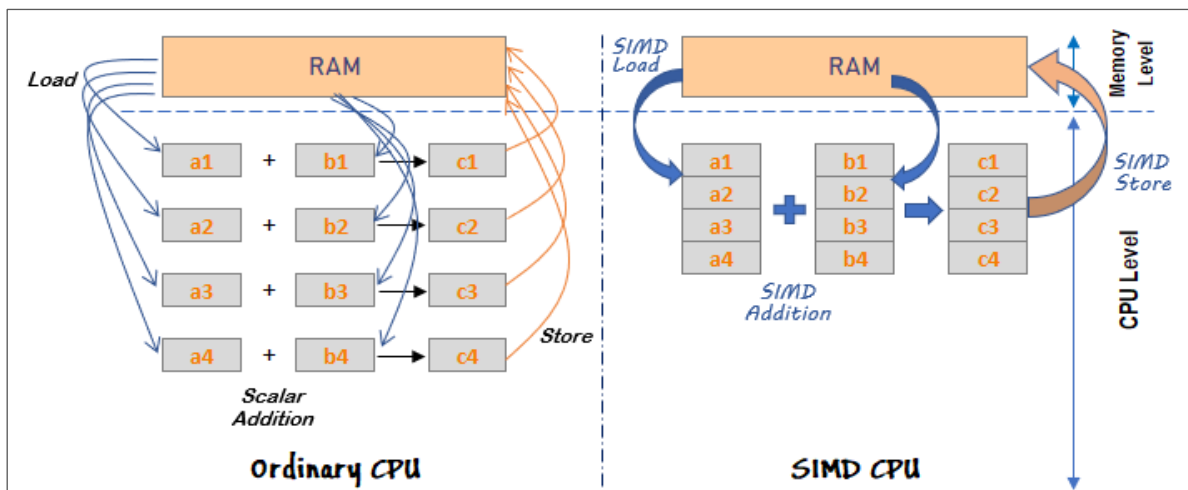 RAM
Load
a1 + b1 c1
a2 + b2 c2
a3 + b3 c3
a4 + b4 c4
Store
Scalar
Addition
Ordinary CPU
SIMD
Load
RAM
Memory
Level
a1 b1 c1
a2 b2 c2
a3 b3 c3
a4 b4 c4
SIMD
Store
SIMD
Addition
CPU Level
SIMD CPU